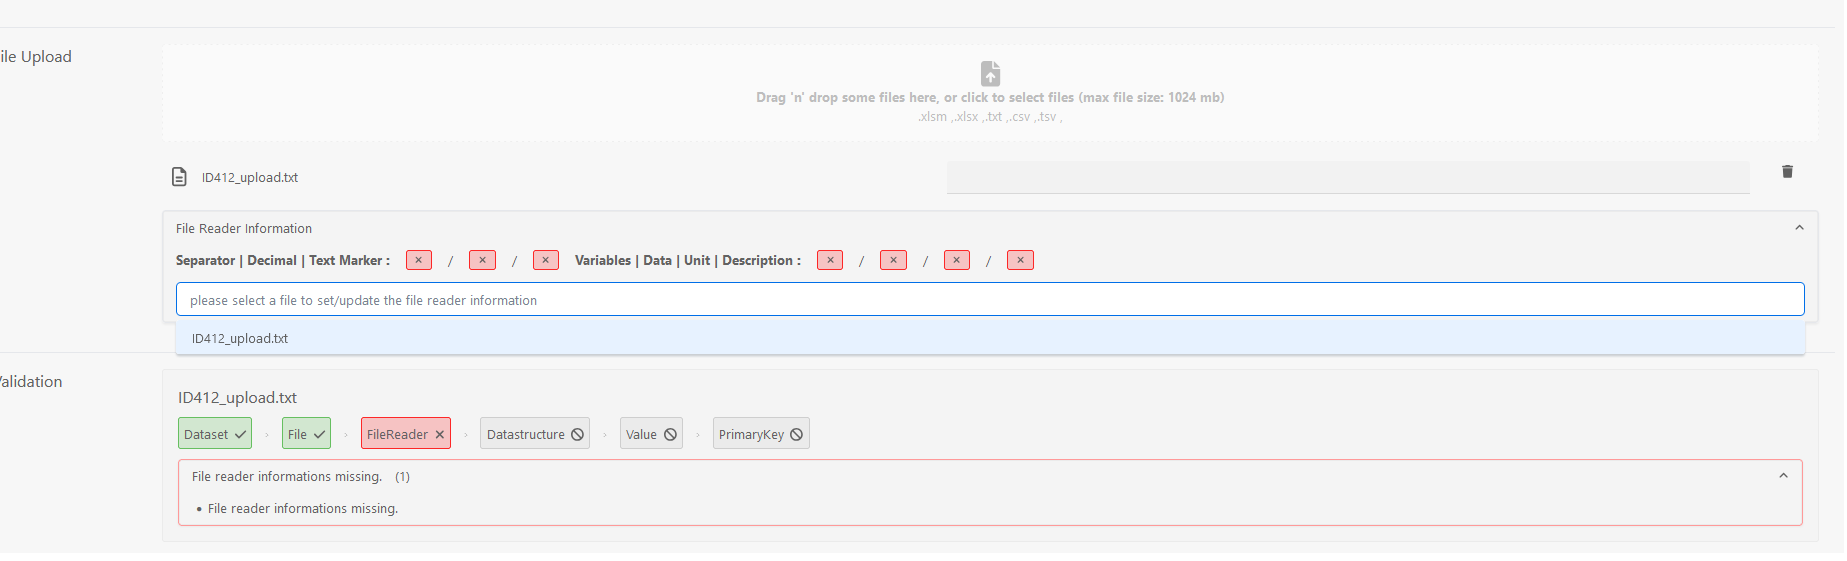 ile Upload
Drag 'n' drop some files here, or click to select files (max file size: 1024 mb)
.xlsm ,.xlsx ,.txt ,.csv ,.tsv ,
ID412_upload.txt
File Reader Information
Separator | Decimal | Text Marker : × / × / × Variables | Data | Unit | Description : × / × / × / ×
please select a file to set/update the file reader information
ID412_upload.txt
Validation
ID412_upload.txt
Dataset › File › FileReader × › Datastructure › Value › PrimaryKey
File reader informations missing. (1)
• File reader informations missing.